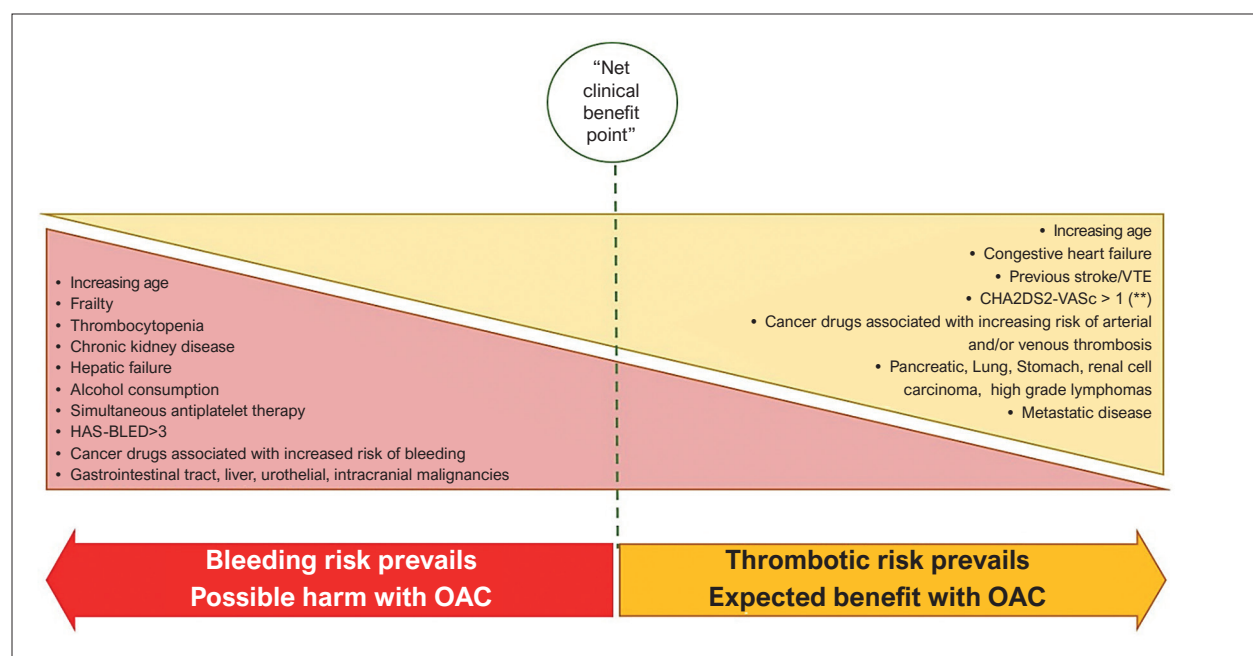 “Net
clinical
benefit
point”
• Increasing age
• Frailty
• Thrombocytopenia
• Chronic kidney disease
• Hepatic failure
• Alcohol consumption
• Simultaneous antiplatelet therapy
• HAS-BLED>3
• Cancer drugs associated with increased risk of bleeding
• Gastrointestinal tract, liver, urothelial, intracranial malignancies
• Increasing age
• Congestive heart failure
• Previous stroke/VTE
• CHA2DS2-VASc > 1 (**)
• Cancer drugs associated with increasing risk of arterial
and/or venous thrombosis
• Pancreatic, Lung, Stomach, renal cell
carcinoma, high grade lymphomas
• Metastatic disease
Bleeding risk prevails
Possible harm with OAC
Thrombotic risk prevails
Expected benefit with OAC